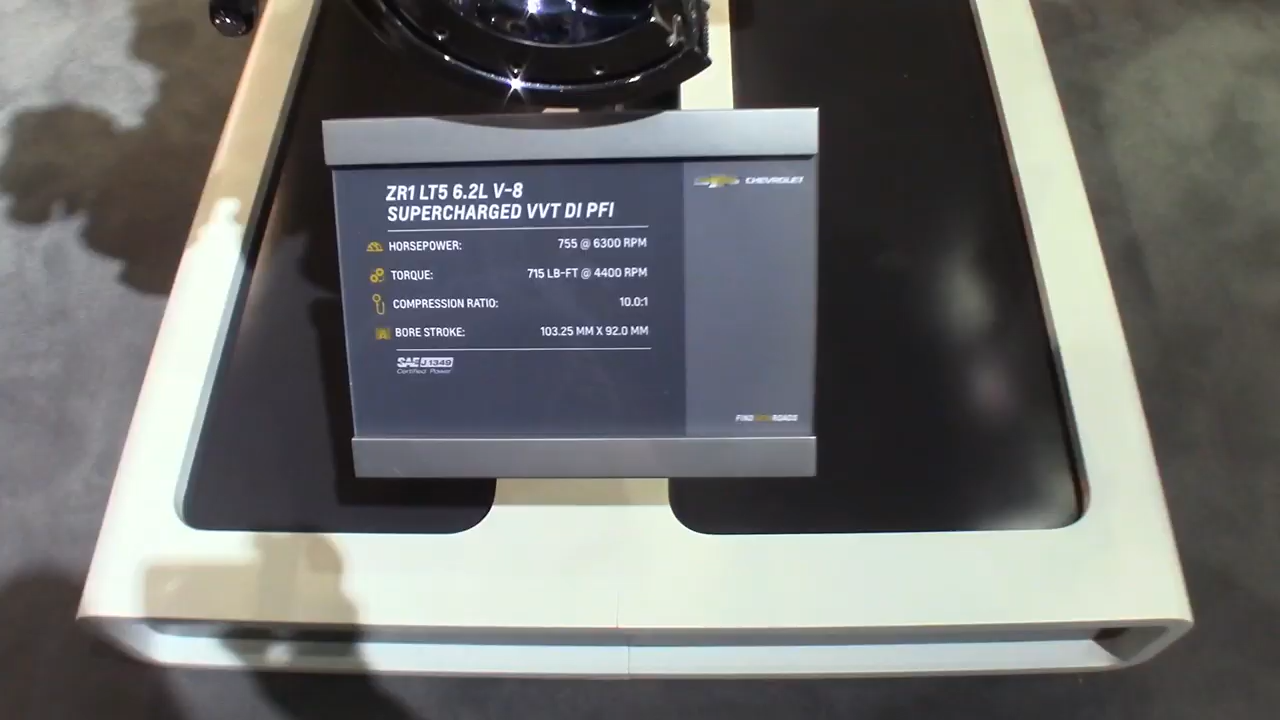 ZR1 LT5 6.2L V-8
SUPERCHARGED VVT DI PFI
CHEVROLET
HORSEPOWER: 755 @ 6300 RPM
TORQUE: 715 LB-FT @ 4400 RPM
COMPRESSION RATIO: 10.0:1
BORE STROKE: 103.25 MM X 92.0 MM
SAE J1349
Certified Power
FIND NEW ROADS